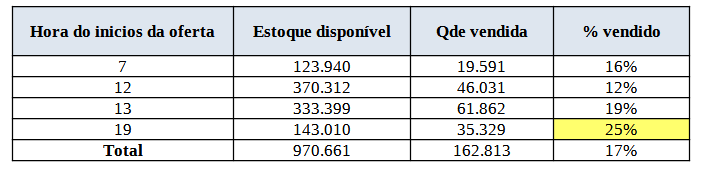 Hora do inicios da oferta Estoque disponível Qde vendida % vendido
7 123.940 19.591 16%
12 370.312 46.031 12%
13 333.399 61.862 19%
19 143.010 35.329 25%
Total 970.661 162.813 17%